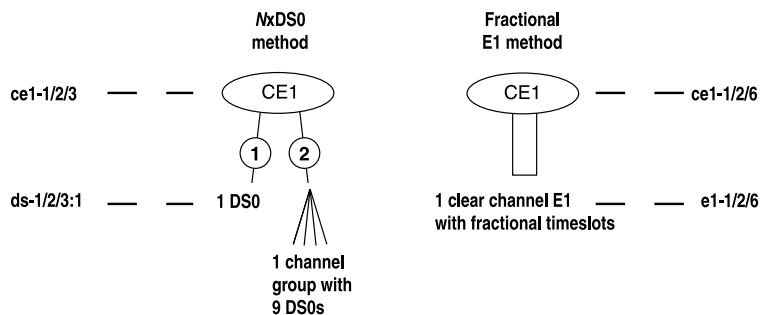 NxDS0
method
Fractional
E1 method
ce1-1/2/3
CE1
CE1
ce1-1/2/6
1
2
ds-1/2/3:1
1 DS0
1 clear channel E1
with fractional timeslots
e1-1/2/6
1 channel
group with
9 DS0s